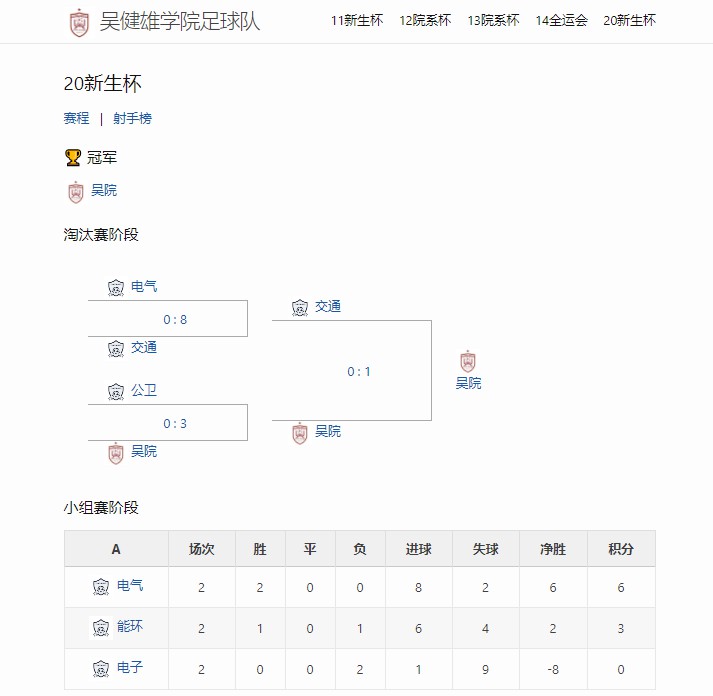 吴健雄学院足球队 11新生杯 12院系杯 13院系杯 14全运会 20新生杯
20新生杯
赛程 | 射手榜
冠军
吴院
淘汰赛阶段
电气
0 : 8
交通
公卫
0 : 3
吴院
交通
0 : 1
吴院
吴院
小组赛阶段
A 场次 胜 平 负 进球 失球 净胜 积分
电气 2 2 0 0 8 2 6 6
能环 2 1 0 1 6 4 2 3
电子 2 0 0 2 1 9 -8 0